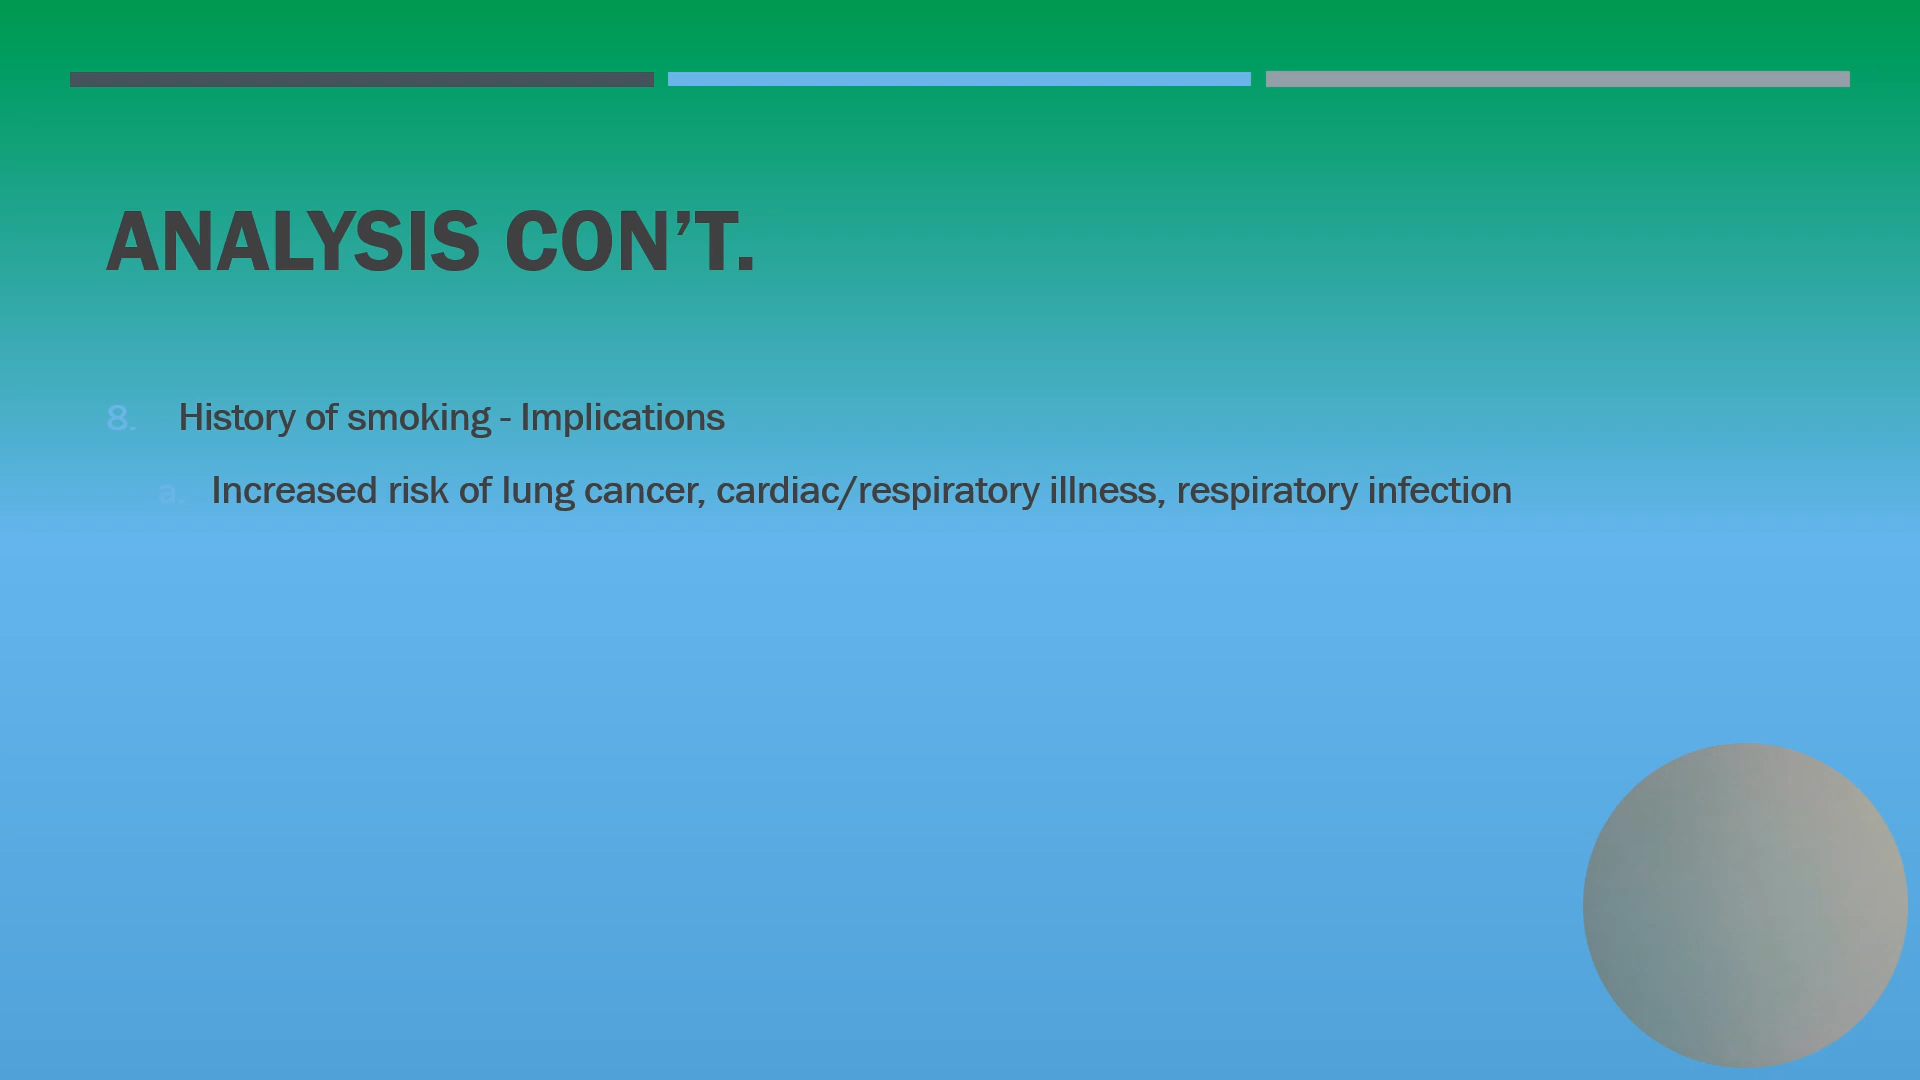 ANALYSIS CON’T.
8. History of smoking - Implications
a. Increased risk of lung cancer, cardiac/respiratory illness, respiratory infection